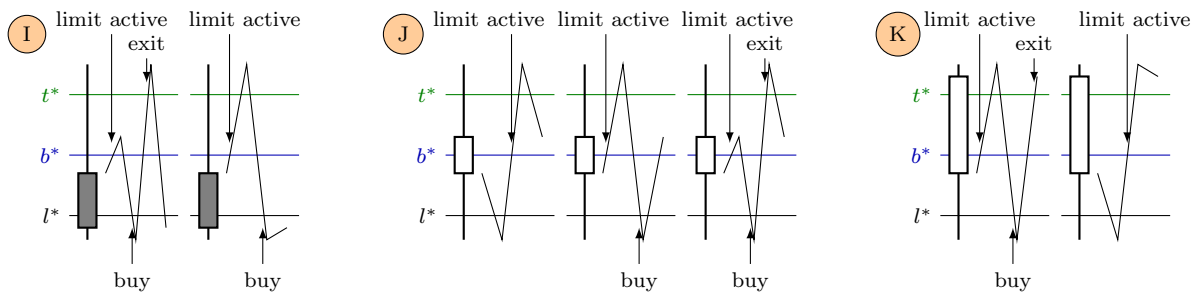 I
limit active
limit active
exit
t*
b*
l*
buy
buy
J
limit active
limit active
limit active
exit
t*
b*
l*
buy
buy
K
limit active
limit active
exit
t*
b*
l*
buy